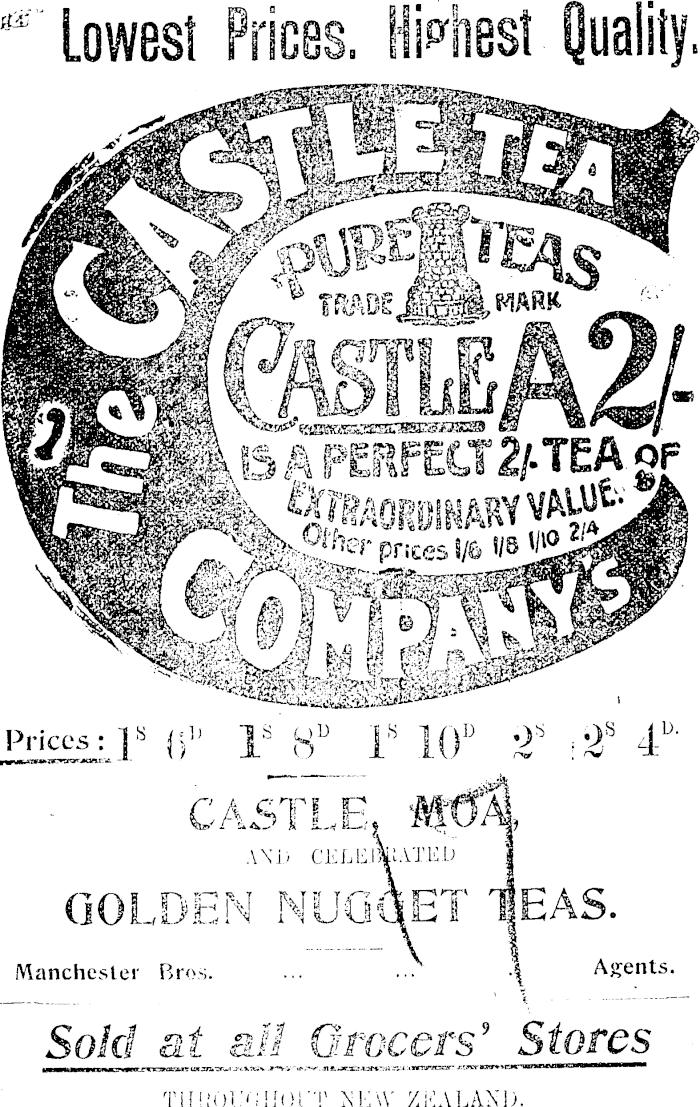 Lowest Prices. Highest Quality.
The CASTLE TEA
COMPANY'S
PURE TEAS
TRADE MARK
CASTLE A 2/-
IS A PERFECT 2/- TEA OF
EXTRAORDINARY VALUE.
Other prices 1/6 1/8 1/10 2/4
Prices: 1S 6D 1S 8D 1S 10D 2S 2S 4D.
CASTLE, MOA,
AND CELEBRATED
GOLDEN NUGGET TEAS.
Manchester Bros. ... ... . Agents.
Sold at all Grocers' Stores
THROUGHOUT NEW ZEALAND.